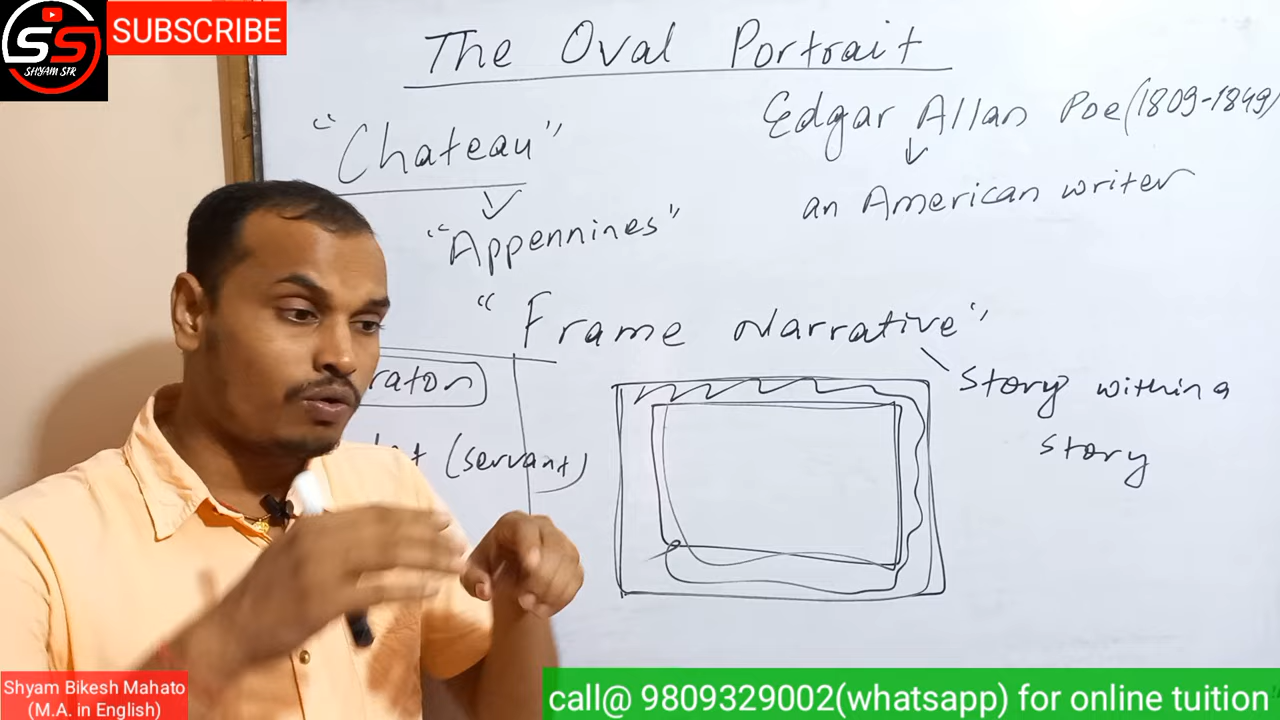 SS
SHYAM SIR
SUBSCRIBE
The Oval Portrait
Edgar Allan Poe (1809-1849)
an American writer
"Chateau"
"Appennines"
"Frame Narrative"
Story within a
story
(servant)
Shyam Bikesh Mahato
(M.A. in English)
call@ 9809329002(whatsapp) for online tuition